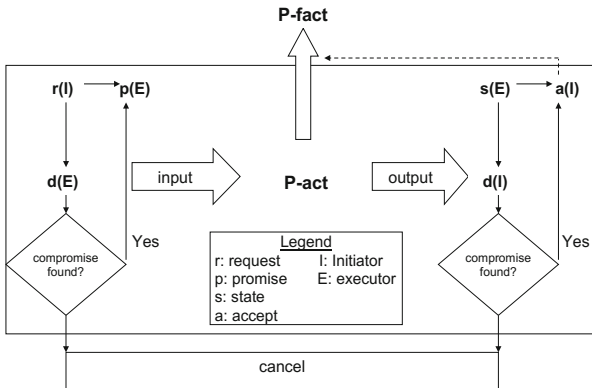 P-fact
r(I) p(E)
s(E) a(I)
d(E)
input
P-act
output
d(I)
compromise
found?
Yes
Legend
r: request I: Initiator
p: promise E: executor
s: state
a: accept
compromise
found?
Yes
cancel